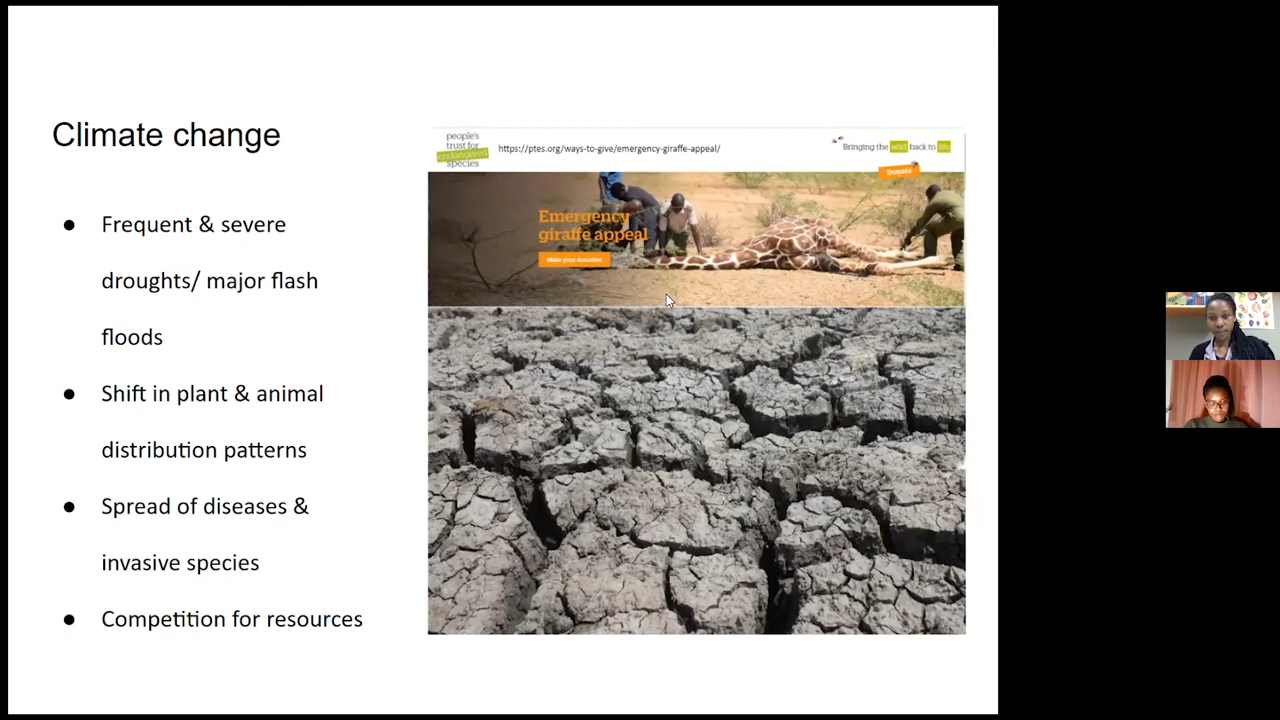 Climate change
● Frequent & severe
droughts/ major flash
floods
● Shift in plant & animal
distribution patterns
● Spread of diseases &
invasive species
● Competition for resources
people's
trust for
endangered
species
https://ptes.org/ways-to-give/emergency-giraffe-appeal/
Bringing the wild back to life
Donate
Emergency
giraffe appeal
Make your donation